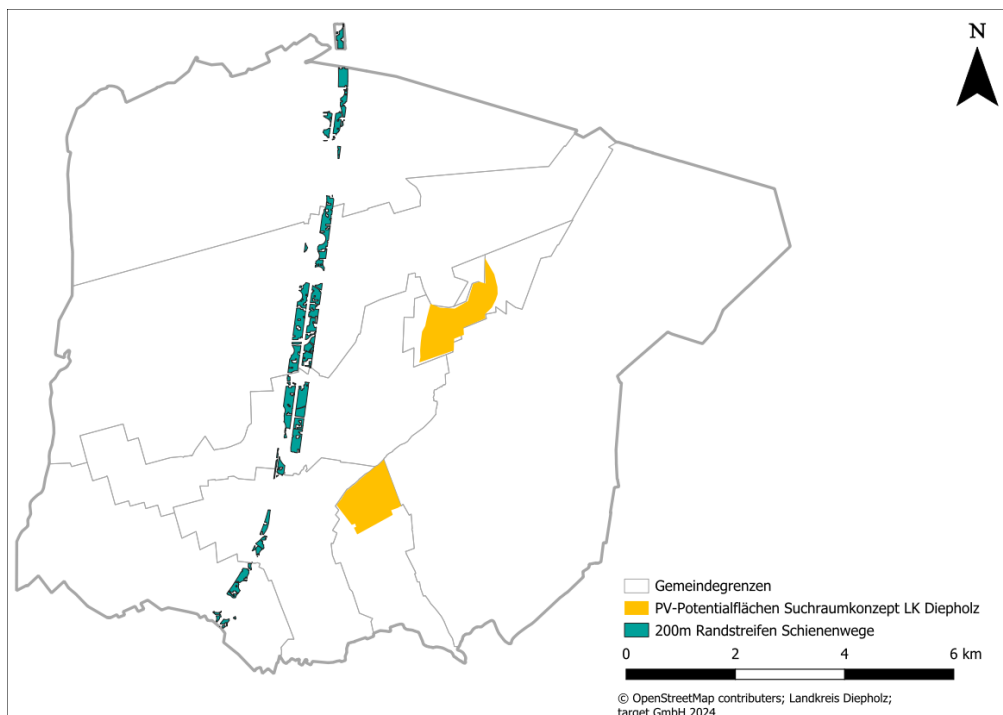 N
Gemeindegrenzen
PV-Potentialflächen Suchraumkonzept LK Diepholz
200m Randstreifen Schienenwege
0 2 4 6 km
© OpenStreetMap contributers; Landkreis Diepholz;
target GmbH 2024